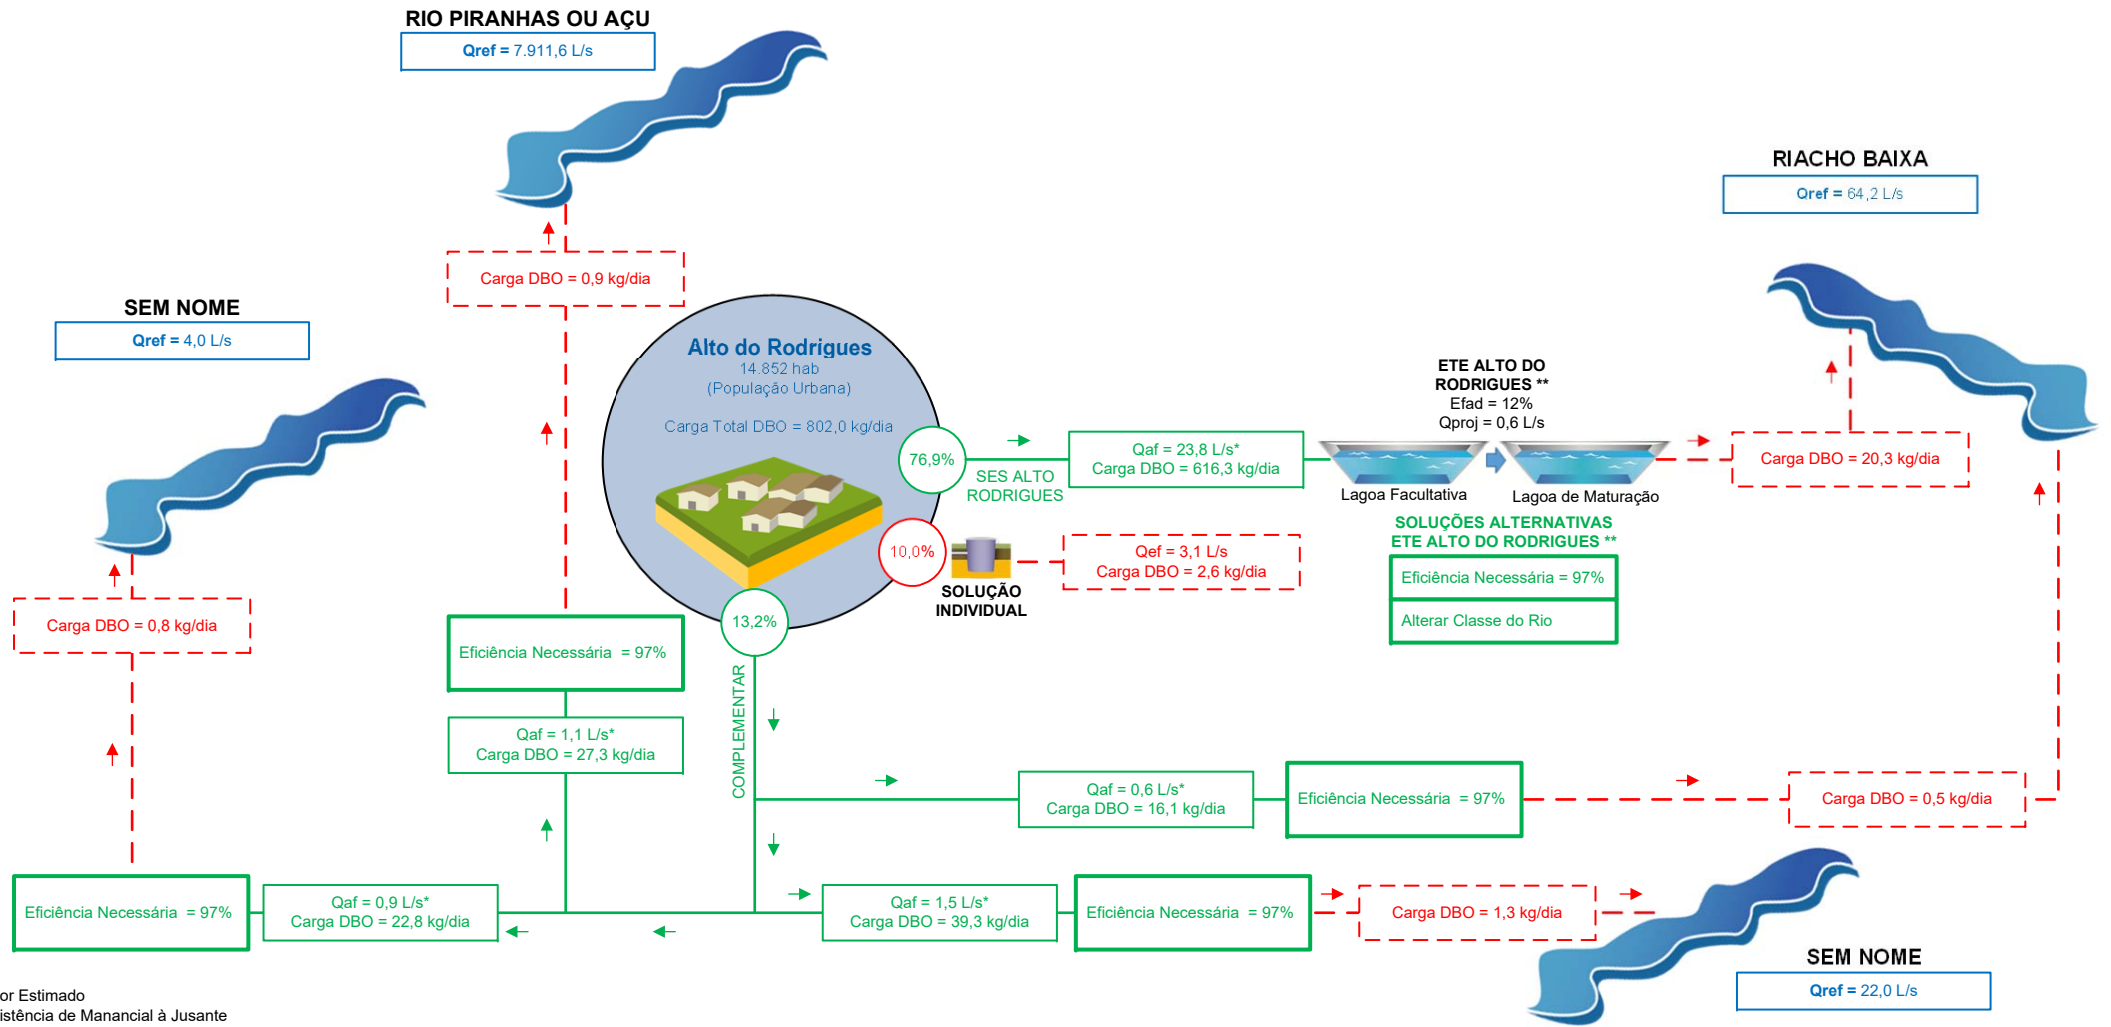 RIO PIRANHAS OU AÇU
Qref = 7.911,6 L/s
RIACHO BAIXA
Qref = 64,2 L/s
Carga DBO = 0,9 kg/dia
SEM NOME
Qref = 4,0 L/s
Alto do Rodrigues
14.852 hab
(População Urbana)
Carga Total DBO = 802,0 kg/dia
ETE ALTO DO
RODRIGUES **
Efad = 12%
Qproj = 0,6 L/s
76,9%
SES ALTO
RODRIGUES
Qaf = 23,8 L/s*
Carga DBO = 616,3 kg/dia
Lagoa Facultativa
Lagoa de Maturação
Carga DBO = 20,3 kg/dia
SOLUÇÕES ALTERNATIVAS
ETE ALTO DO RODRIGUES **
Eficiência Necessária = 97%
Alterar Classe do Rio
10,0%
SOLUÇÃO
INDIVIDUAL
Qef = 3,1 L/s
Carga DBO = 2,6 kg/dia
13,2%
COMPLEMENTAR
Carga DBO = 0,8 kg/dia
Eficiência Necessária = 97%
Qaf = 1,1 L/s*
Carga DBO = 27,3 kg/dia
Qaf = 0,6 L/s*
Carga DBO = 16,1 kg/dia
Eficiência Necessária = 97%
Carga DBO = 0,5 kg/dia
Eficiência Necessária = 97%
Qaf = 0,9 L/s*
Carga DBO = 22,8 kg/dia
Qaf = 1,5 L/s*
Carga DBO = 39,3 kg/dia
Eficiência Necessária = 97%
Carga DBO = 1,3 kg/dia
SEM NOME
Qref = 22,0 L/s
or Estimado
istência de Manancial à Jusante